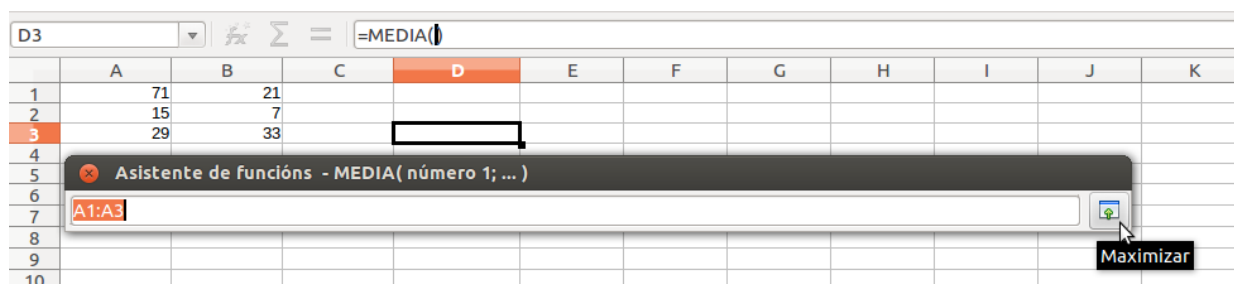 D3 fx Σ = =MEDIA()
A B C D E F G H I J K
1 71 21
2 15 7
3 29 33
4
5 Asistente de funcións - MEDIA( número 1; ... )
6
7 A1:A3
8
9 Maximizar
10